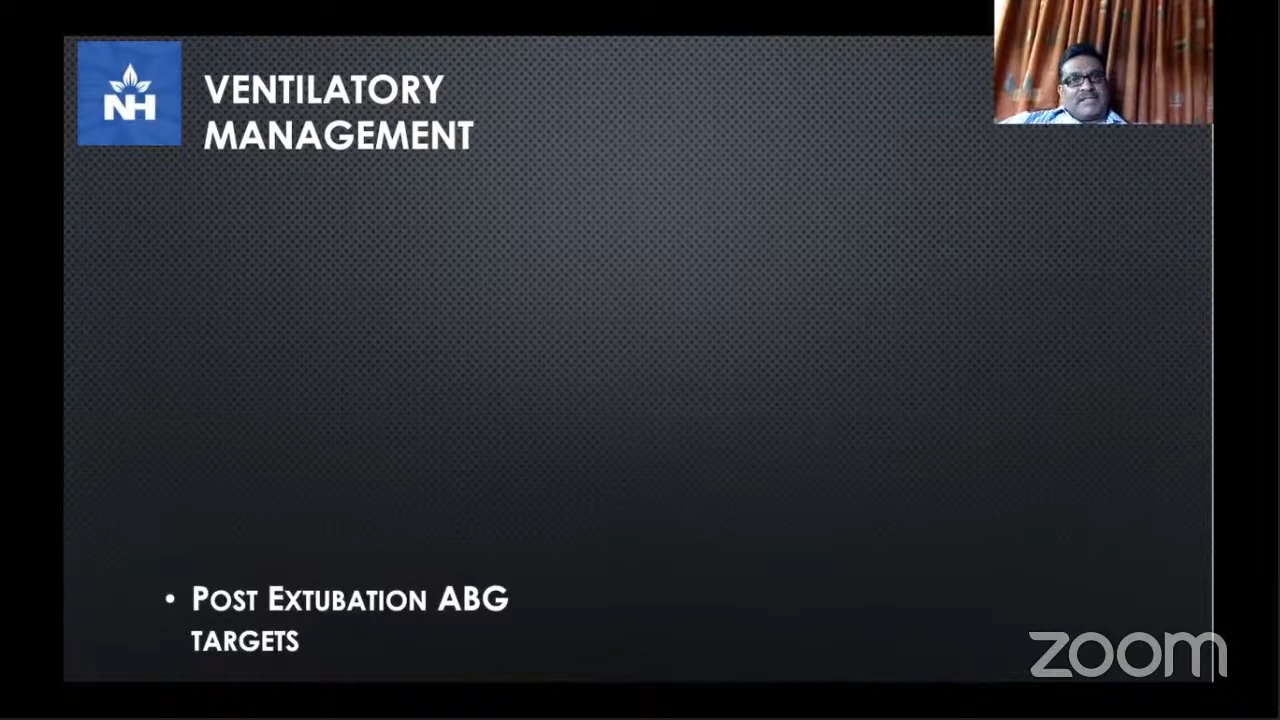 NH
VENTILATORY
MANAGEMENT
• POST EXTUBATION ABG
TARGETS
zoom